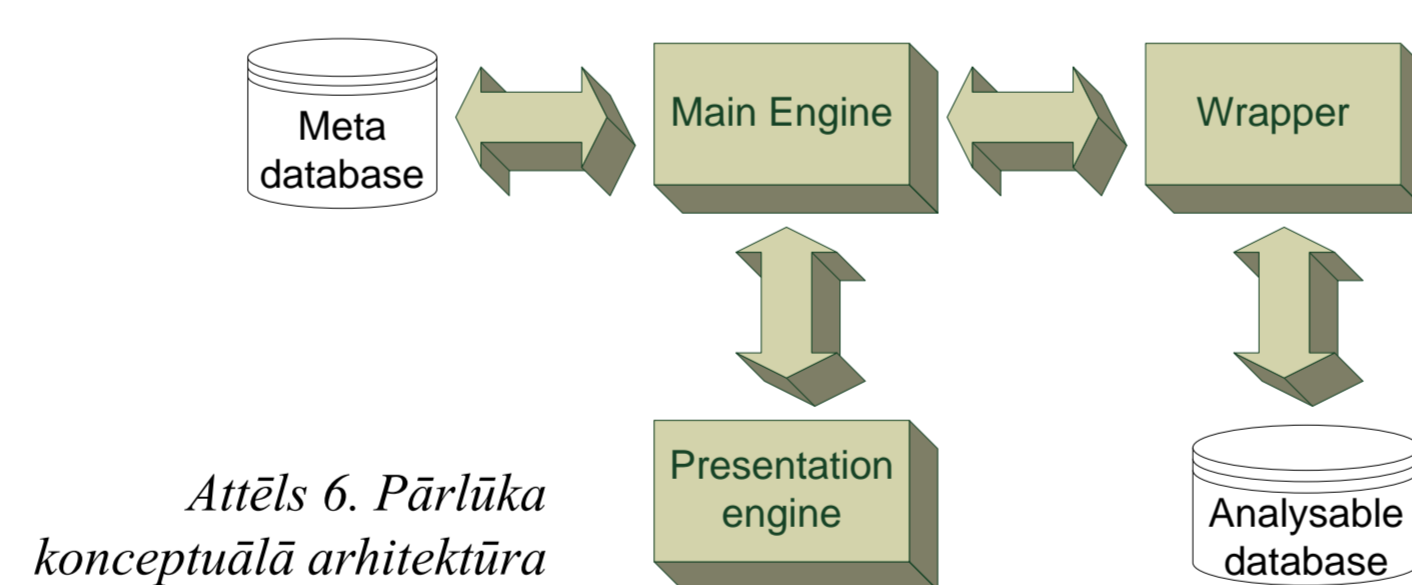 Meta
database
Main Engine
Wrapper
Presentation
engine
Analysable
database
Attēls 6. Pārlūka
konceptuālā arhitektūra